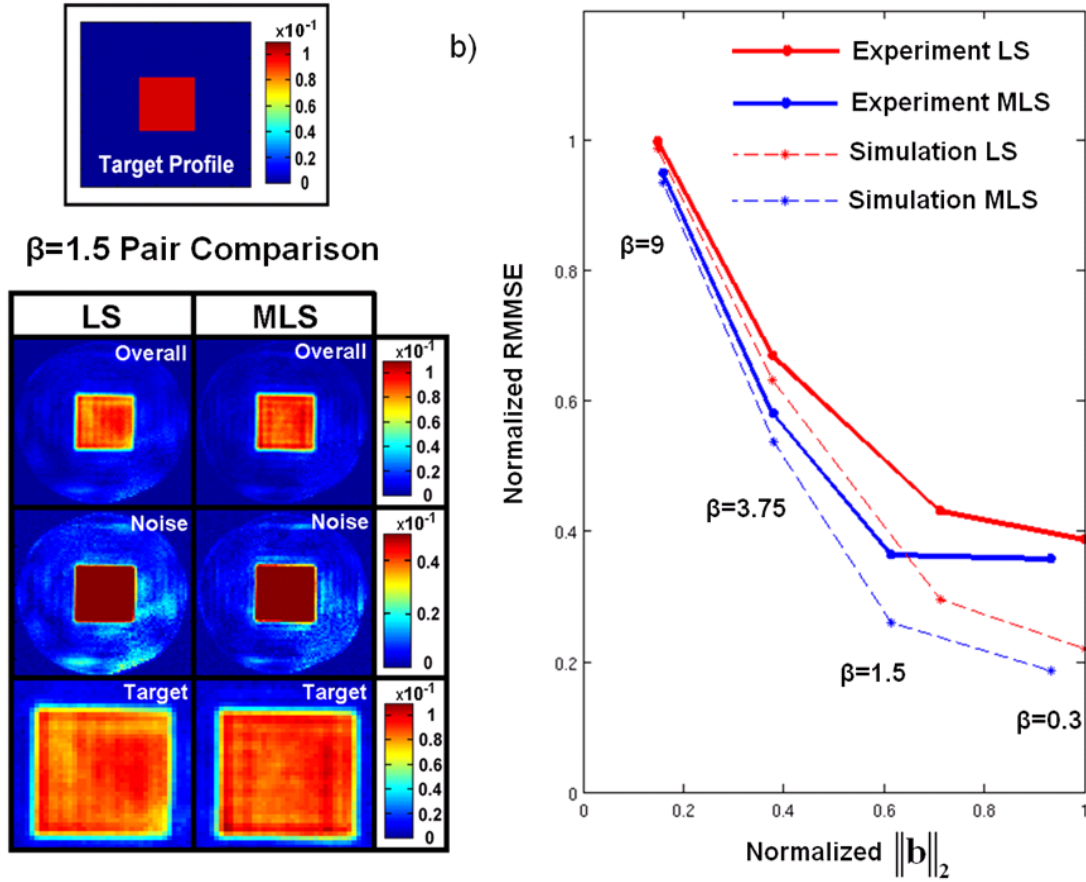 x10-1
1
0.8
0.6
0.4
0.2
0
Target Profile
β=1.5 Pair Comparison
LS MLS
Overall Overall x10-1
1
0.8
0.6
0.4
0.2
0
Noise Noise x10-1
0.4
0.2
0
Target Target x10-1
1
0.8
0.6
0.4
0.2
0
b)
Experiment LS
Experiment MLS
Simulation LS
Simulation MLS
Normalized RMMSE
1
0.8
0.6
0.4
0.2
0
β=9
β=3.75
β=1.5
β=0.3
0 0.2 0.4 0.6 0.8 1
Normalized ‖b‖2